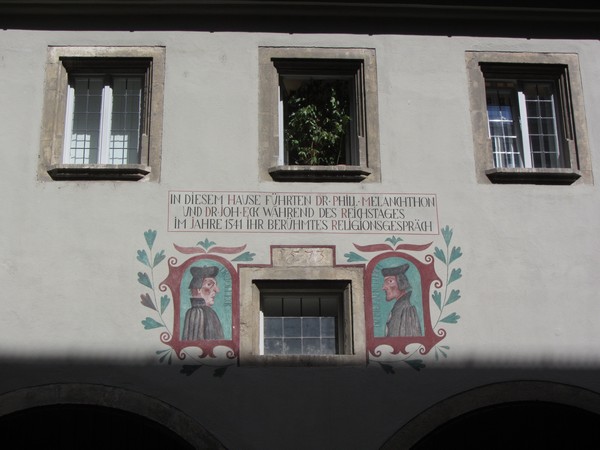 IN DIESEM HAUSE FÜHRTEN DR·PHIL·MELANCHTHON
UND DR·JOH·ECK WÄHREND DES REICHSTAGES
IM JAHRE 1541 IHR BERÜHMTES RELIGIONSGESPRÄCH